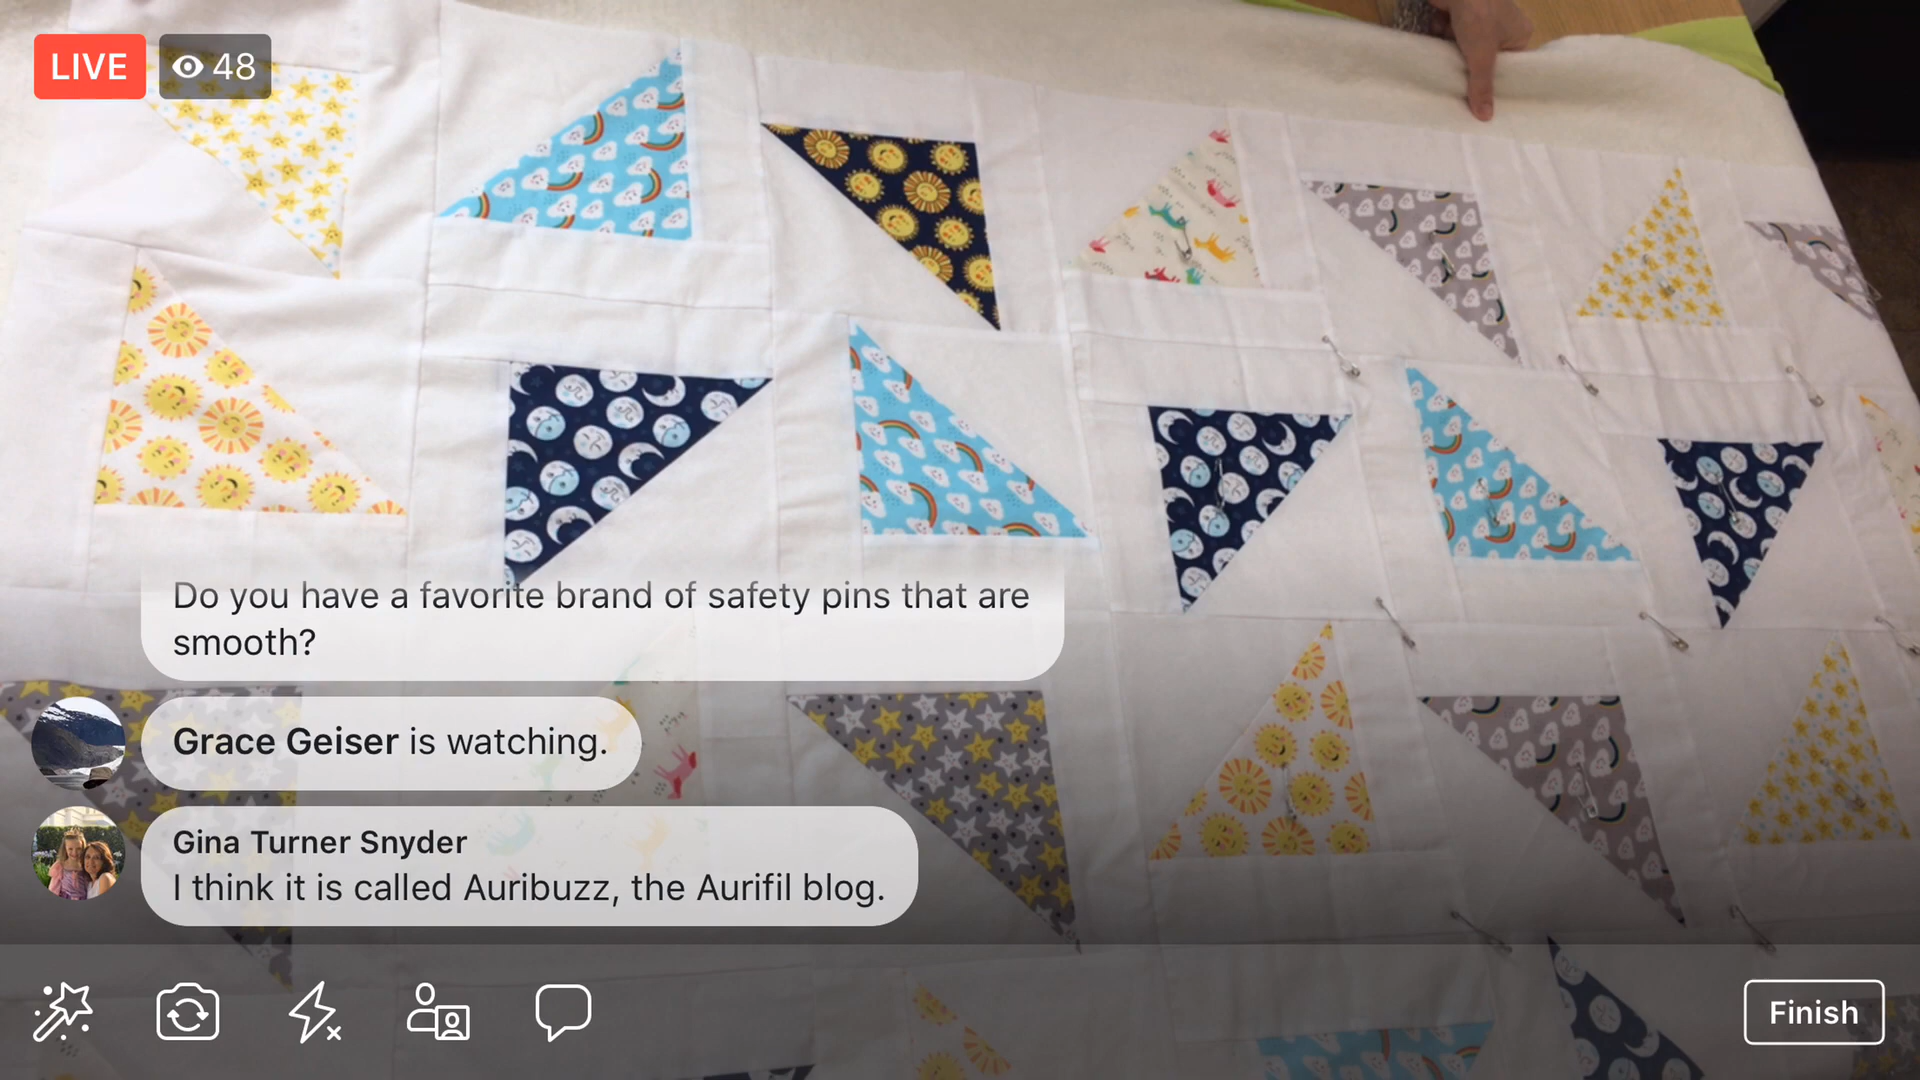 LIVE 48
Do you have a favorite brand of safety pins that are
smooth?
Grace Geiser is watching.
Gina Turner Snyder
I think it is called Auribuzz, the Aurifil blog.
Finish